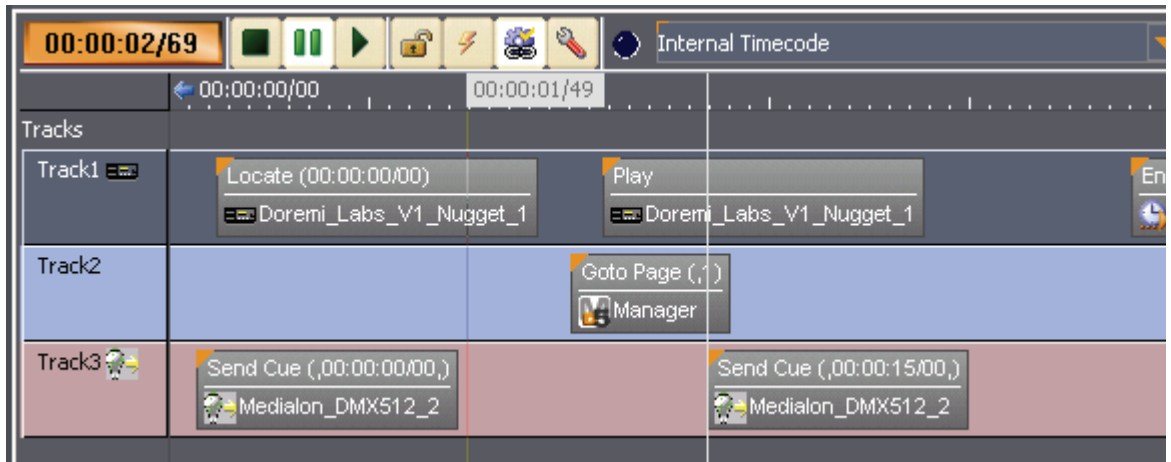 00:00:02/69
Internal Timecode
00:00:00/00
00:00:01/49
Tracks
Track1
Locate (00:00:00/00)
Doremi_Labs_V1_Nugget_1
Play
Doremi_Labs_V1_Nugget_1
En
Track2
Goto Page (,1)
Manager
Track3
Send Cue (,00:00:00/00,)
Medialon_DMX512_2
Send Cue (,00:00:15/00,)
Medialon_DMX512_2